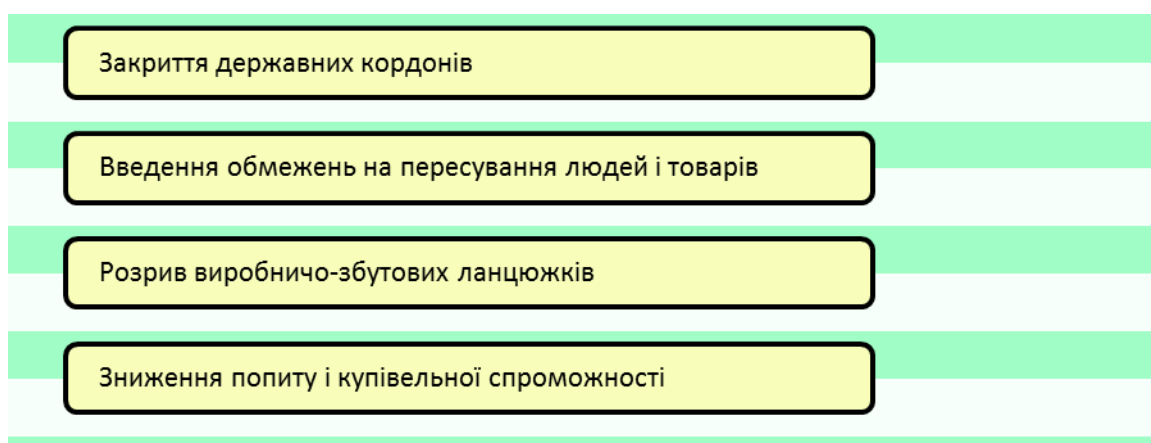 Закриття державних кордонів
Введення обмежень на пересування людей і товарів
Розрив виробничо-збутових ланцюжків
Зниження попиту і купівельної спроможності